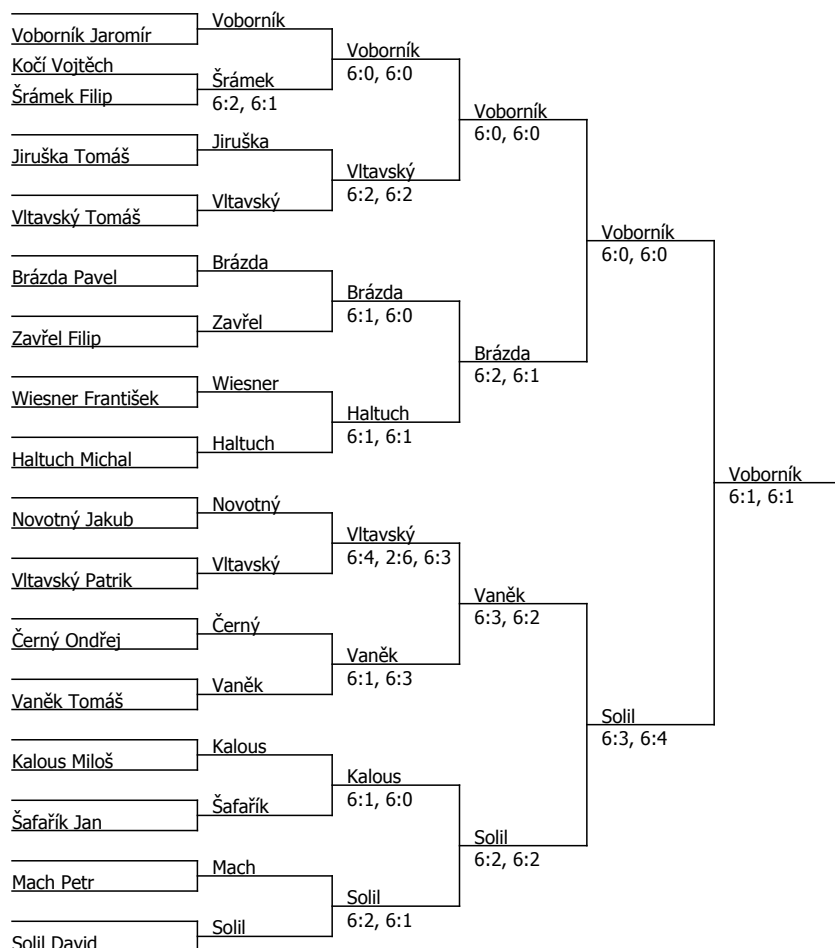 Voborník Jaromír
Kočí Vojtěch
Šrámek Filip
Jiruška Tomáš
Vltavský Tomáš
Brázda Pavel
Zavřel Filip
Wiesner František
Haltuch Michal
Novotný Jakub
Vltavský Patrik
Černý Ondřej
Vaněk Tomáš
Kalous Miloš
Šafařík Jan
Mach Petr
Solil David
Voborník
Šrámek
6:2, 6:1
Jiruška
Vltavský
Brázda
Zavřel
Wiesner
Haltuch
Novotný
Vltavský
Černý
Vaněk
Kalous
Šafařík
Mach
Solil
Voborník
6:0, 6:0
Vltavský
6:2, 6:2
Brázda
6:1, 6:0
Haltuch
6:1, 6:1
Vltavský
6:4, 2:6, 6:3
Vaněk
6:1, 6:3
Kalous
6:1, 6:0
Solil
6:2, 6:1
Voborník
6:0, 6:0
Brázda
6:2, 6:1
Vaněk
6:3, 6:2
Solil
6:2, 6:2
Voborník
6:0, 6:0
Solil
6:3, 6:4
Voborník
6:1, 6:1